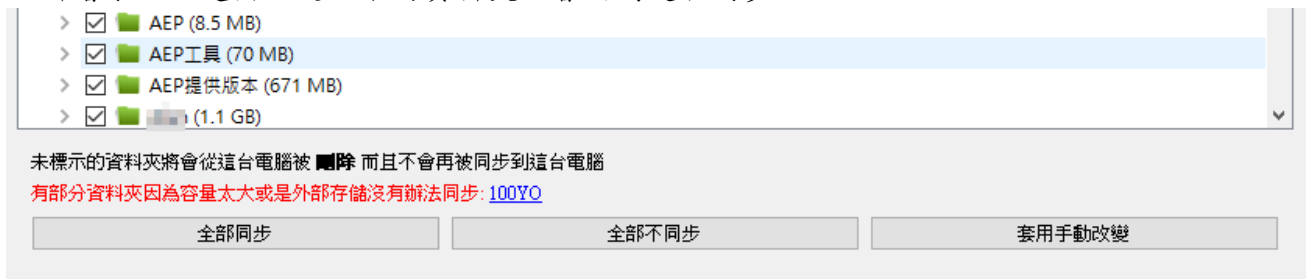 AEP (8.5 MB)
AEP工具 (70 MB)
AEP提供版本 (671 MB)
(1.1 GB)
未標示的資料夾將會從這台電腦被 刪除 而且不會再被同步到這台電腦
有部分資料夾因為容量太大或是外部存儲沒有辦法同步: 100YO
全部同步
全部不同步
套用手動改變